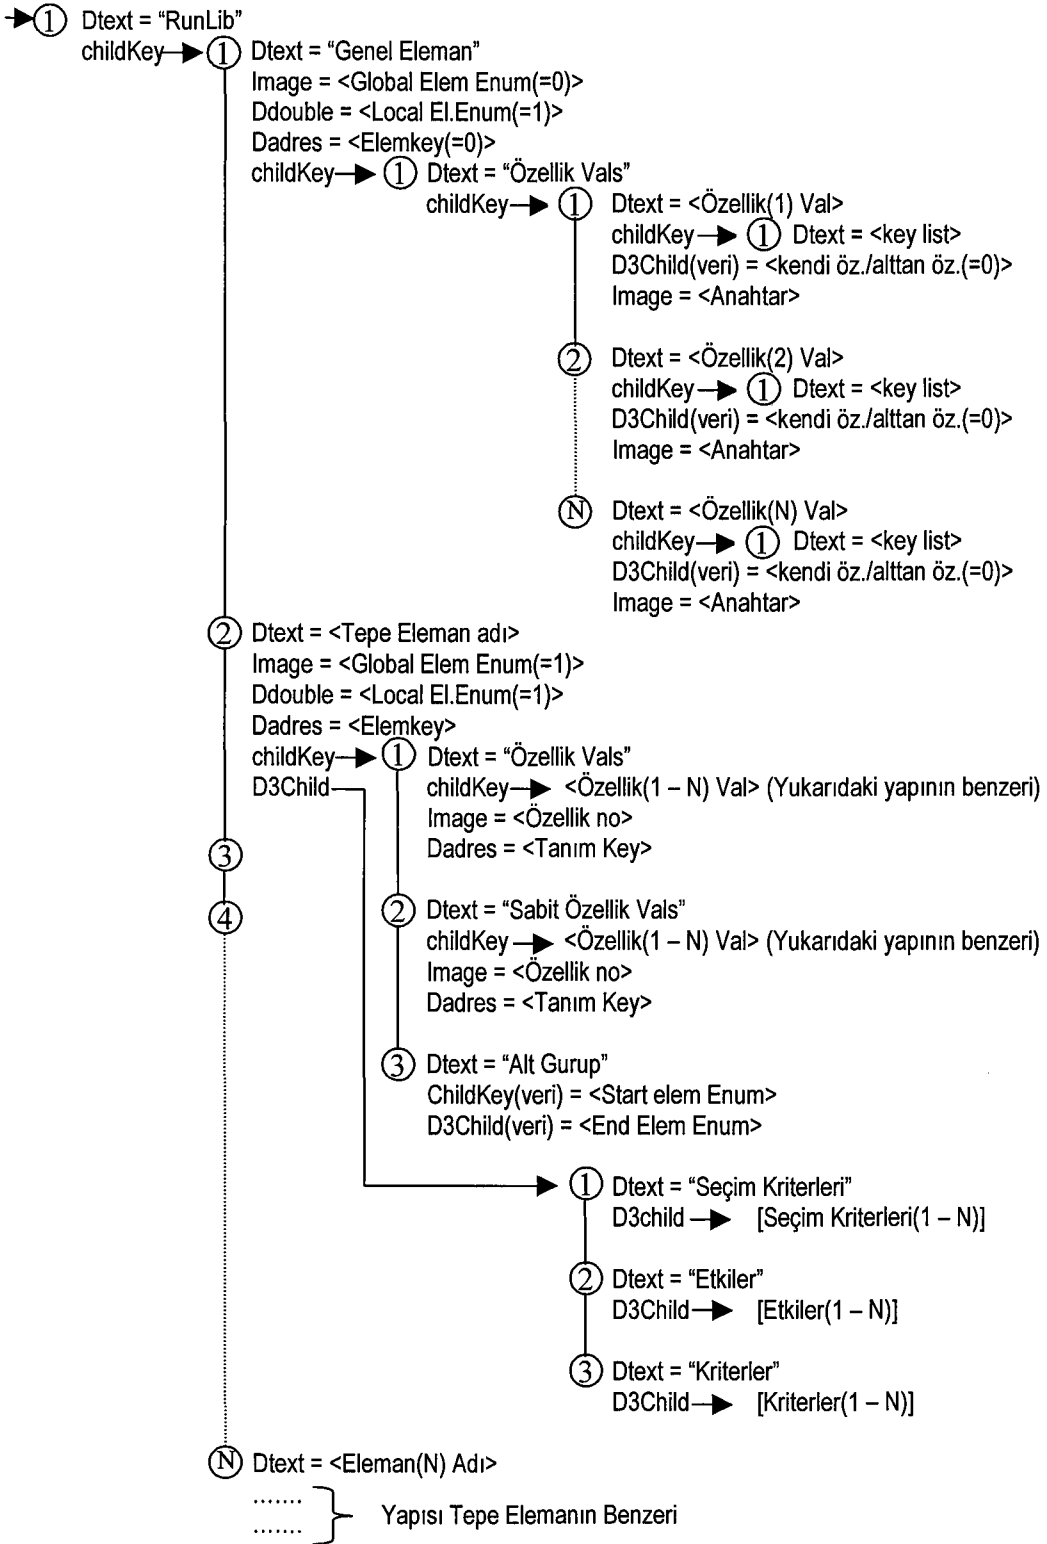 1 Dtext = “RunLib”
childKey 1 Dtext = “Genel Eleman”
Image = <Global Elem Enum(=0)>
Ddouble = <Local El.Enum(=1)>
Dadres = <Elemkey(=0)>
childKey 1 Dtext = “Özellik Vals”
childKey 1 Dtext = <Özellik(1) Val>
childKey 1 Dtext = <key list>
D3Child(veri) = <kendi öz./alttan öz.(=0)>
Image = <Anahtar>
2 Dtext = <Özellik(2) Val>
childKey 1 Dtext = <key list>
D3Child(veri) = <kendi öz./alttan öz.(=0)>
Image = <Anahtar>
N Dtext = <Özellik(N) Val>
childKey 1 Dtext = <key list>
D3Child(veri) = <kendi öz./alttan öz.(=0)>
Image = <Anahtar>
2 Dtext = <Tepe Eleman adı>
Image = <Global Elem Enum(=1)>
Ddouble = <Local El.Enum(=1)>
Dadres = <Elemkey>
childKey 1 Dtext = “Özellik Vals”
D3Child childKey <Özellik(1 – N) Val> (Yukarıdaki yapının benzeri)
Image = <Özellik no>
3 Dadres = <Tanım Key>
4 2 Dtext = “Sabit Özellik Vals”
childKey <Özellik(1 – N) Val> (Yukarıdaki yapının benzeri)
Image = <Özellik no>
Dadres = <Tanım Key>
3 Dtext = “Alt Gurup”
ChildKey(veri) = <Start elem Enum>
D3Child(veri) = <End Elem Enum>
1 Dtext = “Seçim Kriterleri”
D3child [Seçim Kriterleri(1 – N)]
2 Dtext = “Etkiler”
D3Child [Etkiler(1 – N)]
3 Dtext = “Kriterler”
D3Child [Kriterler(1 – N)]
N Dtext = <Eleman(N) Adı>
.......
....... Yapısı Tepe Elemanın Benzeri